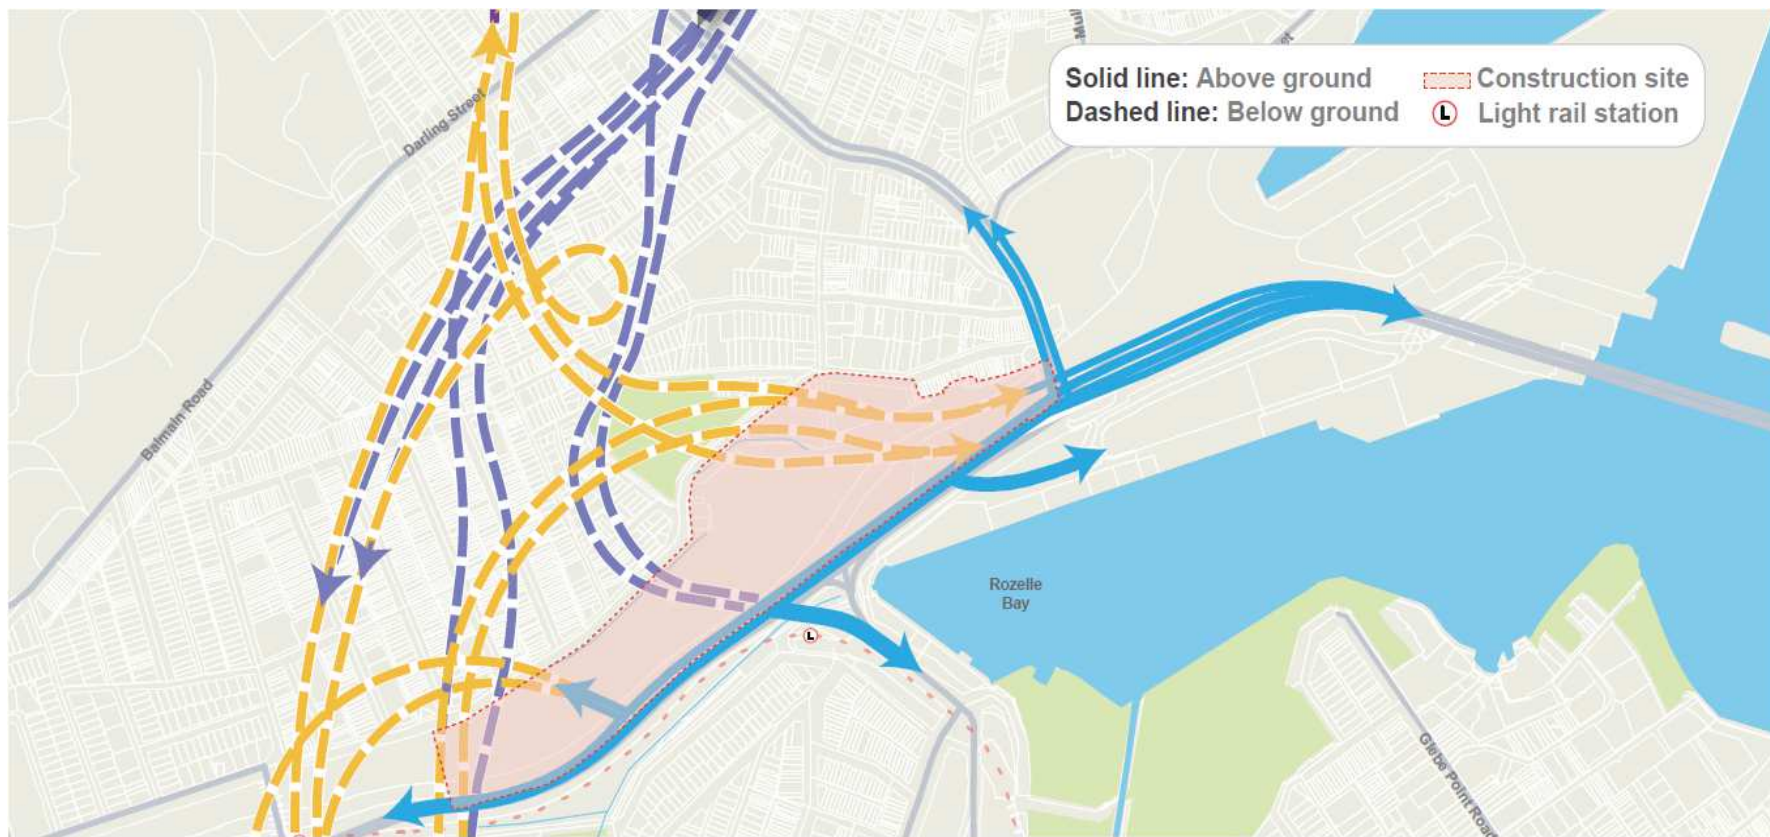 Solid line: Above ground
Construction site
Dashed line: Below ground
L Light rail station
Darling Street
Balmain Road
Rozelle
Bay
L
Glebe Point Road